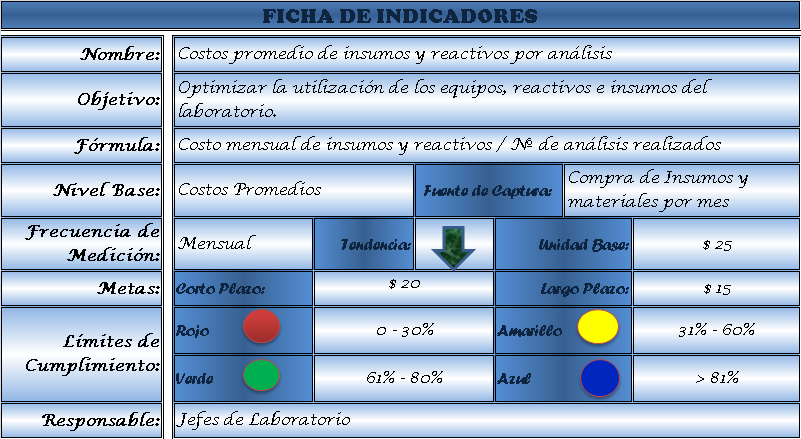 FICHA DE INDICADORES
Nombre: Costos promedio de insumos y reactivos por análisis
Objetivo: Optimizar la utilización de los equipos, reactivos e insumos del
laboratorio.
Fórmula: Costo mensual de insumos y reactivos / Nº de análisis realizados
Nivel Base: Costos Promedios Fuente de Captura: Compra de Insumos y
materiales por mes
Frecuencia de
Medición: Mensual Tendencia: Unidad Base: $ 25
Metas: Corto Plazo: $ 20 Largo Plazo: $ 15
Límites de
Cumplimiento:
Rojo 0 - 30% Amarillo 31% - 60%
Verde 61% - 80% Azul > 81%
Responsable: Jefes de Laboratorio